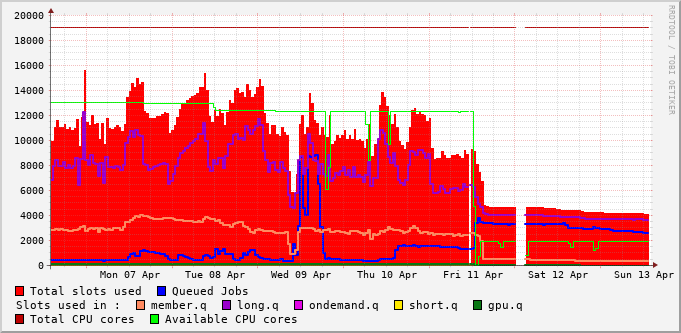 20000
18000
16000
14000
12000
10000
8000
6000
4000
2000
0
Mon 07 Apr Tue 08 Apr Wed 09 Apr Thu 10 Apr Fri 11 Apr Sat 12 Apr Sun 13 Apr
Total slots used Queued Jobs
Slots used in : member.q long.q ondemand.q short.q gpu.q
Total CPU cores Available CPU cores
RRDTOOL / TOBI OETIKER